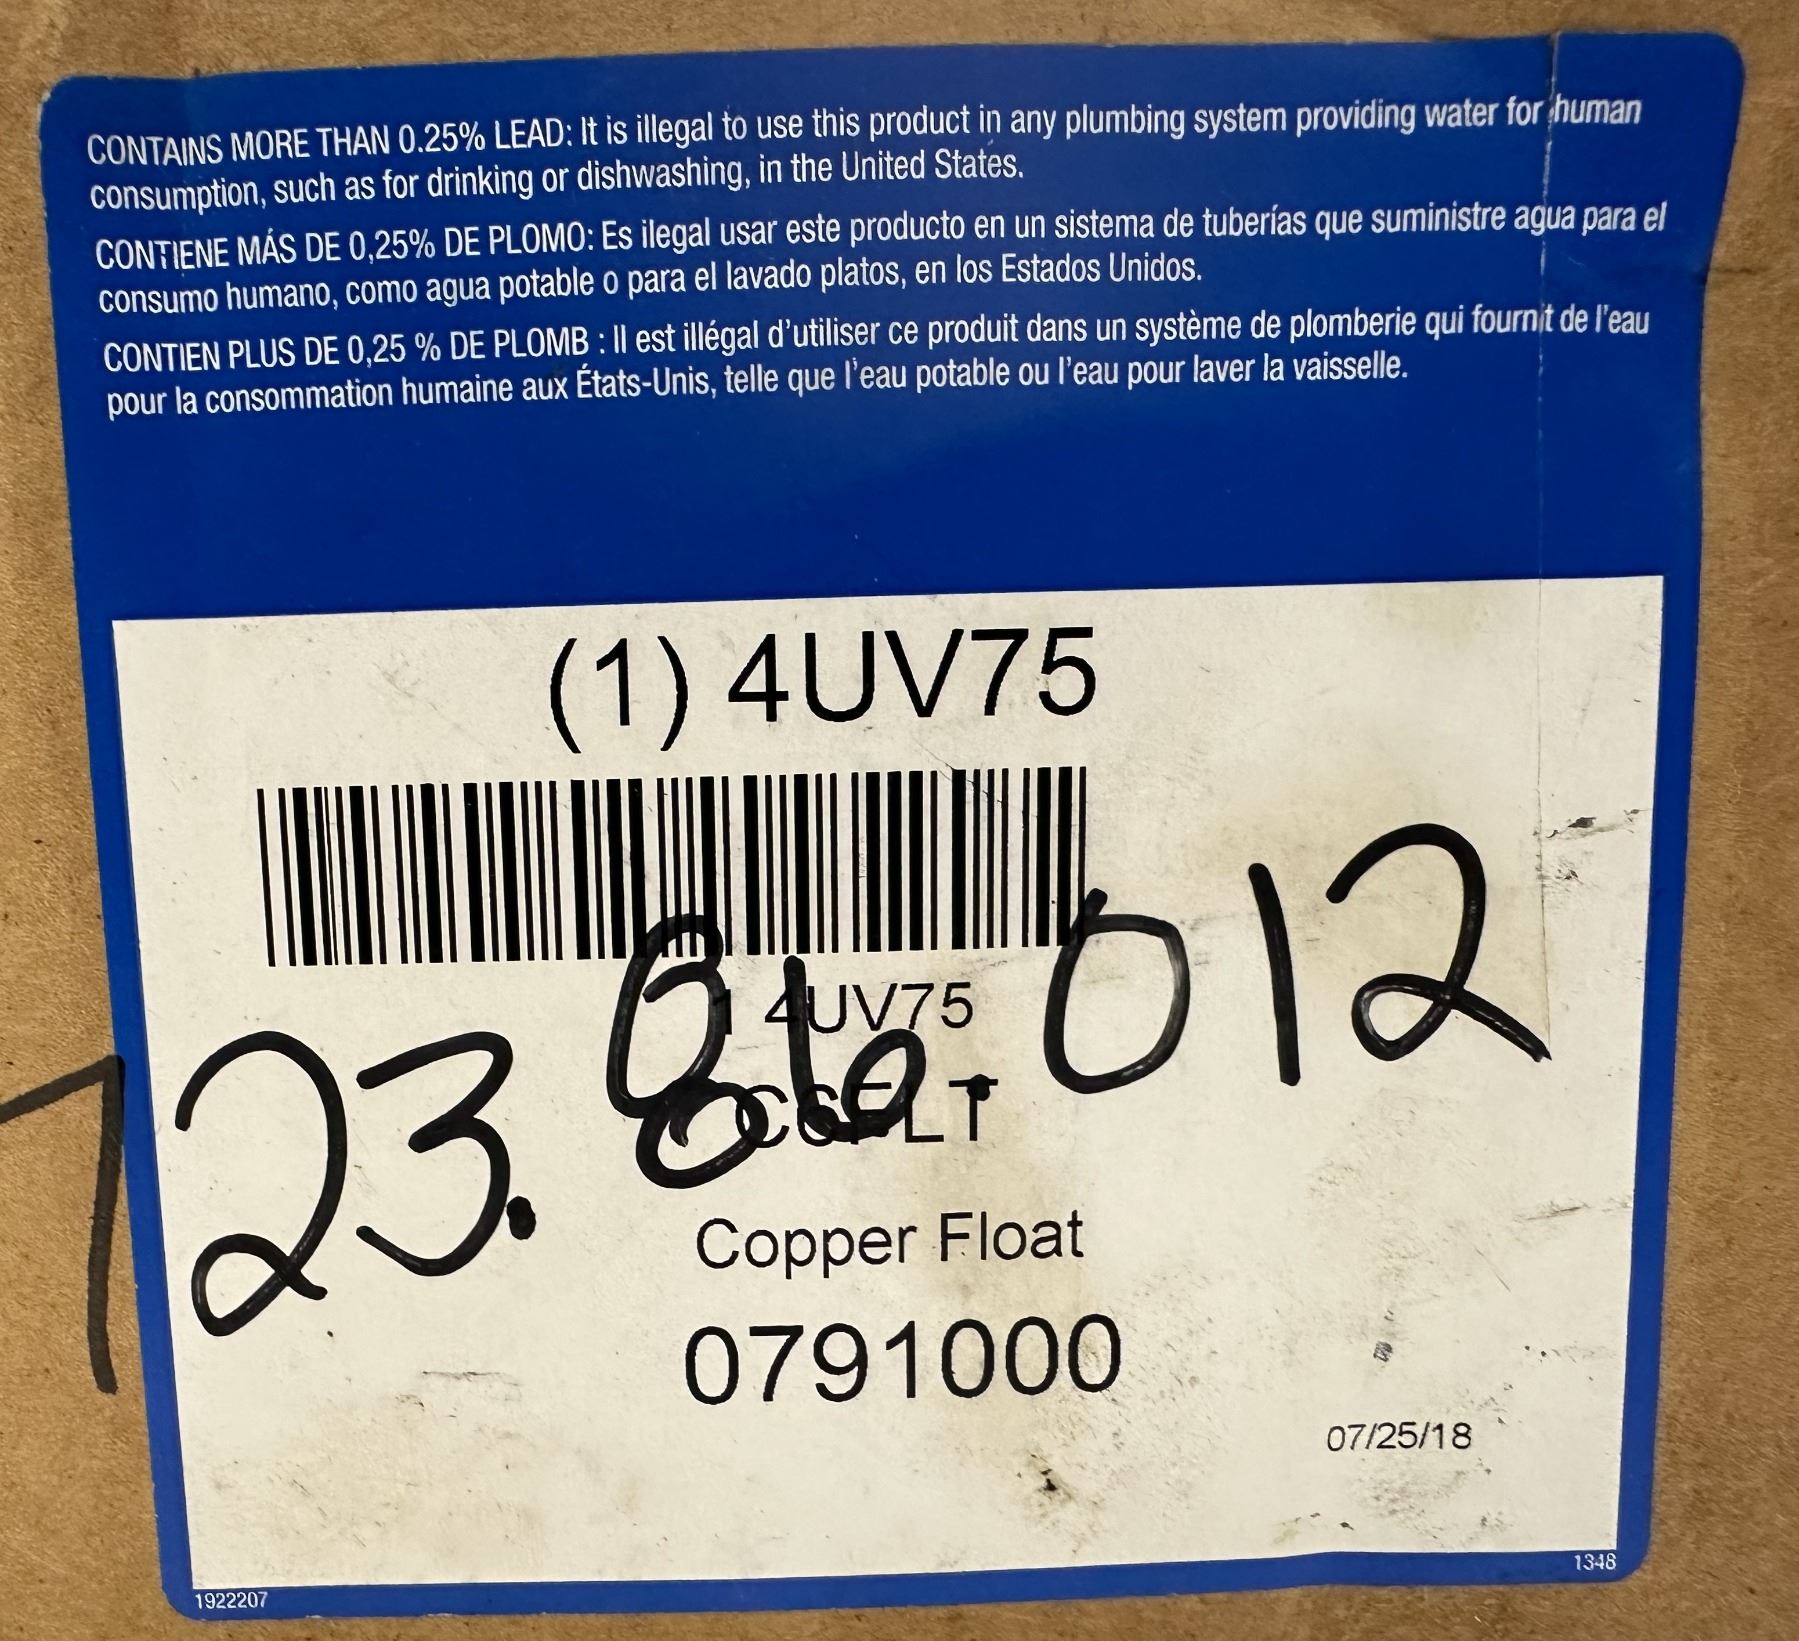 CONTAINS MORE THAN 0.25% LEAD: It is illegal to use this product in any plumbing system providing water for human
consumption, such as for drinking or dishwashing, in the United States.
CONTIENE MÁS DE 0,25% DE PLOMO: Es ilegal usar este producto en un sistema de tuberías que suministre agua para el
consumo humano, como agua potable o para el lavado platos, en los Estados Unidos.
CONTIEN PLUS DE 0,25 % DE PLOMB : Il est illégal d'utiliser ce produit dans un système de plomberie qui fournit de l'eau
pour la consommation humaine aux États-Unis, telle que l'eau potable ou l'eau pour laver la vaisselle.
(1) 4UV75
1 4UV75
Copper Float
0791000
07/25/18
1922207
1348
23.86.012